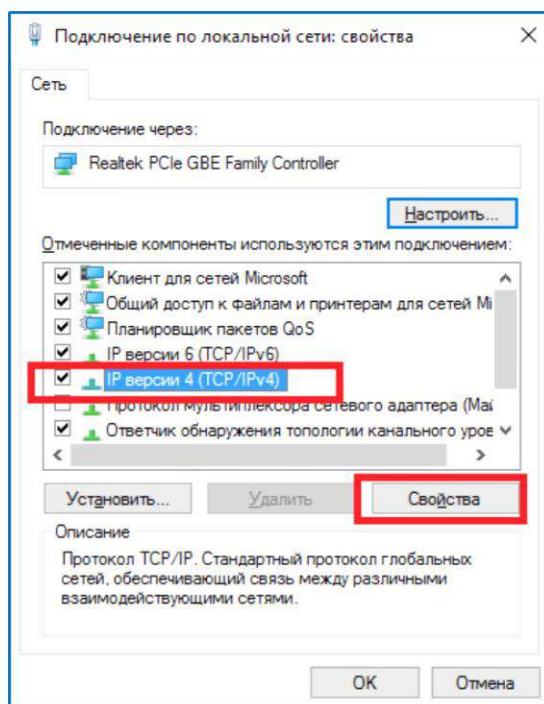 Подключение по локальной сети: свойства
Сеть
Подключение через:
Realtek PCIe GBE Family Controller
Настроить...
Отмеченные компоненты используются этим подключением:
Клиент для сетей Microsoft
Общий доступ к файлам и принтерам для сетей Mi
Планировщик пакетов QoS
IP версии 6 (TCP/IPv6)
IP версии 4 (TCP/IPv4)
Протокол мультиплексора сетевого адаптера (Май
Ответчик обнаружения топологии канального уров
Установить...
Удалить
Свойства
Описание
Протокол TCP/IP. Стандартный протокол глобальных
сетей, обеспечивающий связь между различными
взаимодействующими сетями.
OK
Отмена